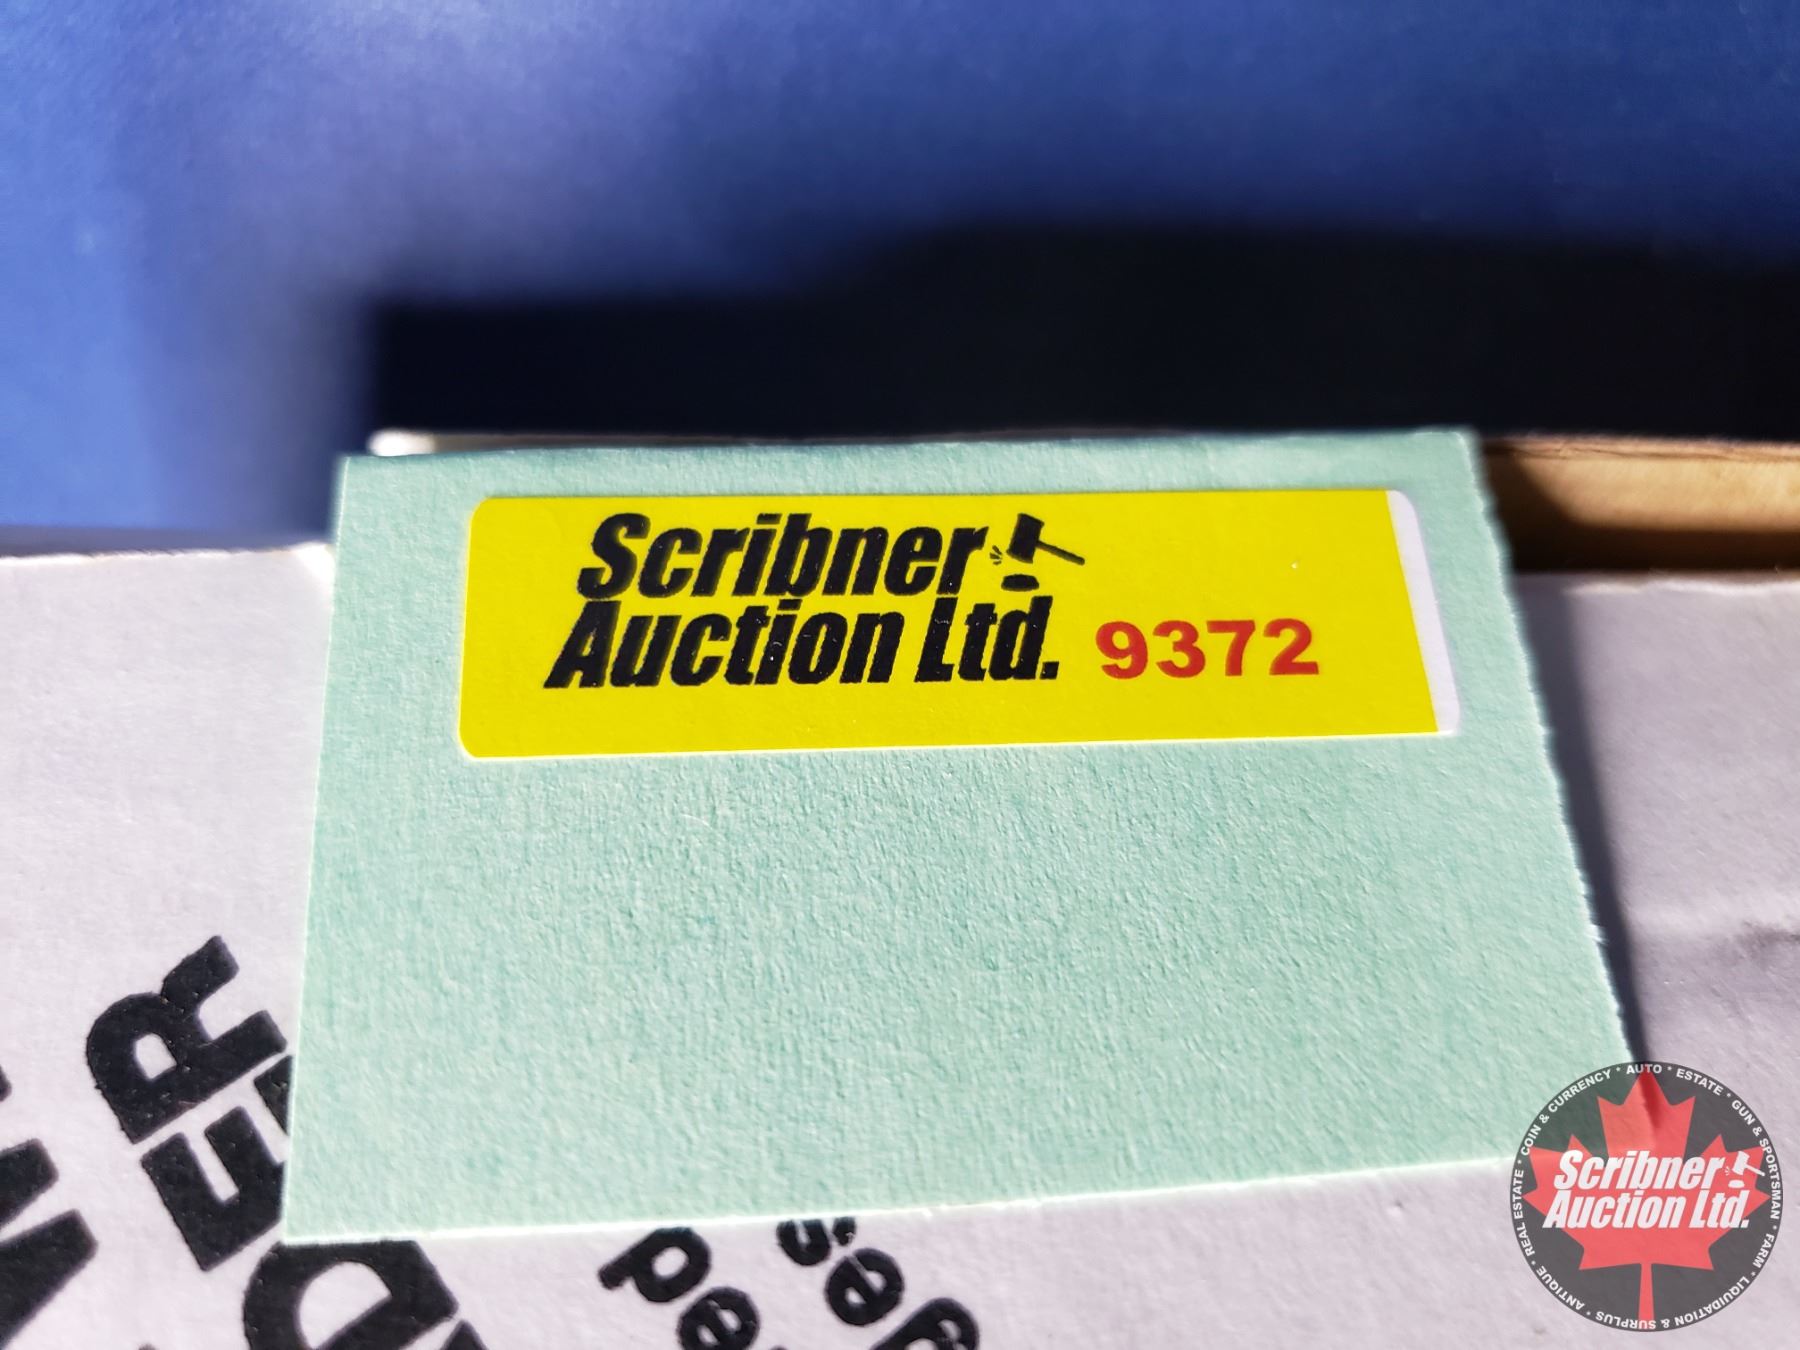 Scribner
Auction Ltd. 9372
Scribner
Auction Ltd.
REAL ESTATE * COIN & CURRENCY * AUTO * ESTATE * GUN & SPORTSMAN * FARM * LIQUIDATION & SURPLUS * ANTIQUE *